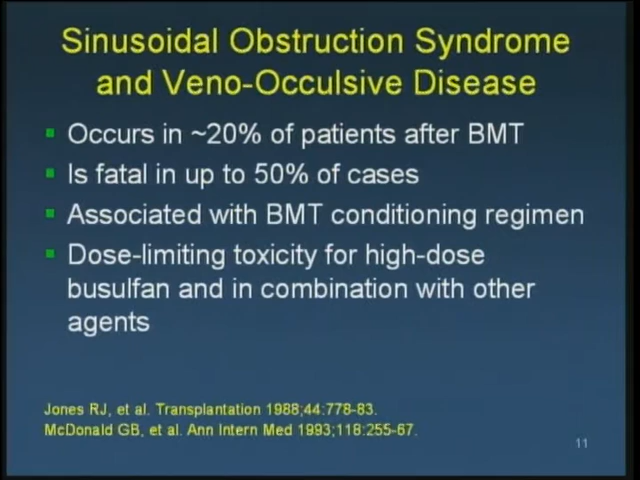 Sinusoidal Obstruction Syndrome
and Veno-Occulsive Disease
Occurs in ~20% of patients after BMT
Is fatal in up to 50% of cases
Associated with BMT conditioning regimen
Dose-limiting toxicity for high-dose
busulfan and in combination with other
agents
Jones RJ, et al. Transplantation 1988;44:778-83.
McDonald GB, et al. Ann Intern Med 1993;118:255-67.
11